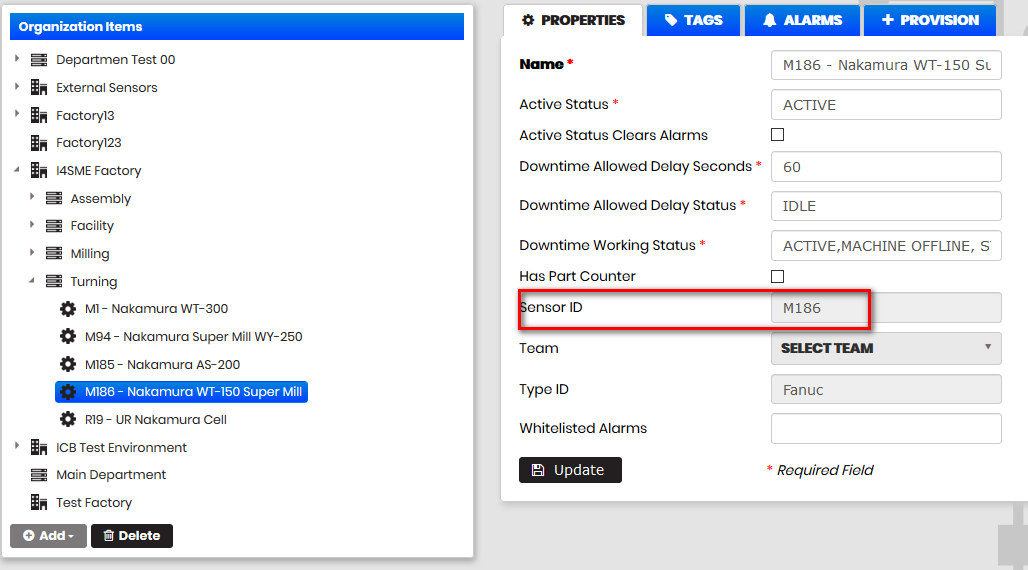 Organization Items
Departmen Test 00
External Sensors
Factory13
Factory123
I4SME Factory
Assembly
Facility
Milling
Turning
M1 - Nakamura WT-300
M94 - Nakamura Super Mill WY-250
M185 - Nakamura AS-200
M186 - Nakamura WT-150 Super Mill
R19 - UR Nakamura Cell
ICB Test Environment
Main Department
Test Factory
Add
Delete
PROPERTIES TAGS ALARMS PROVISION
Name * M186 - Nakamura WT-150 Su
Active Status * ACTIVE
Active Status Clears Alarms
Downtime Allowed Delay Seconds * 60
Downtime Allowed Delay Status * IDLE
Downtime Working Status * ACTIVE,MACHINE OFFLINE, S
Has Part Counter
Sensor ID M186
Team SELECT TEAM
Type ID Fanuc
Whitelisted Alarms
Update * Required Field